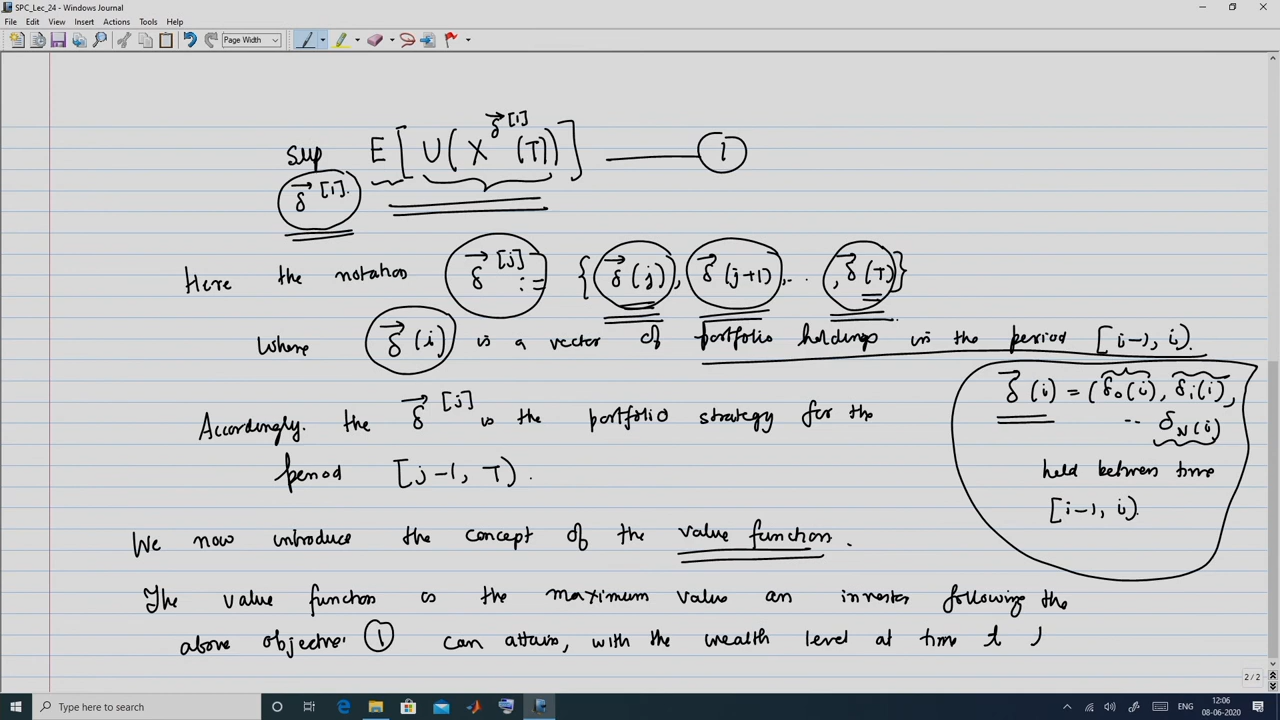 SPC_Lec_24 - Windows Journal
File Edit View Insert Actions Tools Help
Page Width
sup E[U(X^{δ⃗^{[1]}}(T))] ——— ①
δ⃗^{[1]}.
Here the notation δ⃗^{[j]} := {δ⃗(j), δ⃗(j+1), . . . , δ⃗(T)}
Where δ⃗(i) is a vector of portfolio holdings in the period [i-1, i).
δ⃗(i) = (δ₀(i), δ₁(i),
.. δ_N(i))
held between time
[i-1, i).
Accordingly. the δ⃗^{[j]} is the portfolio strategy for the
period [j-1, T).
We now introduce the concept of the value function.
The value function is the maximum value an investor following the
above objective ① can attain, with the wealth level at time t
2 / 2
Type here to search
ENG
12:06
08-06-2020